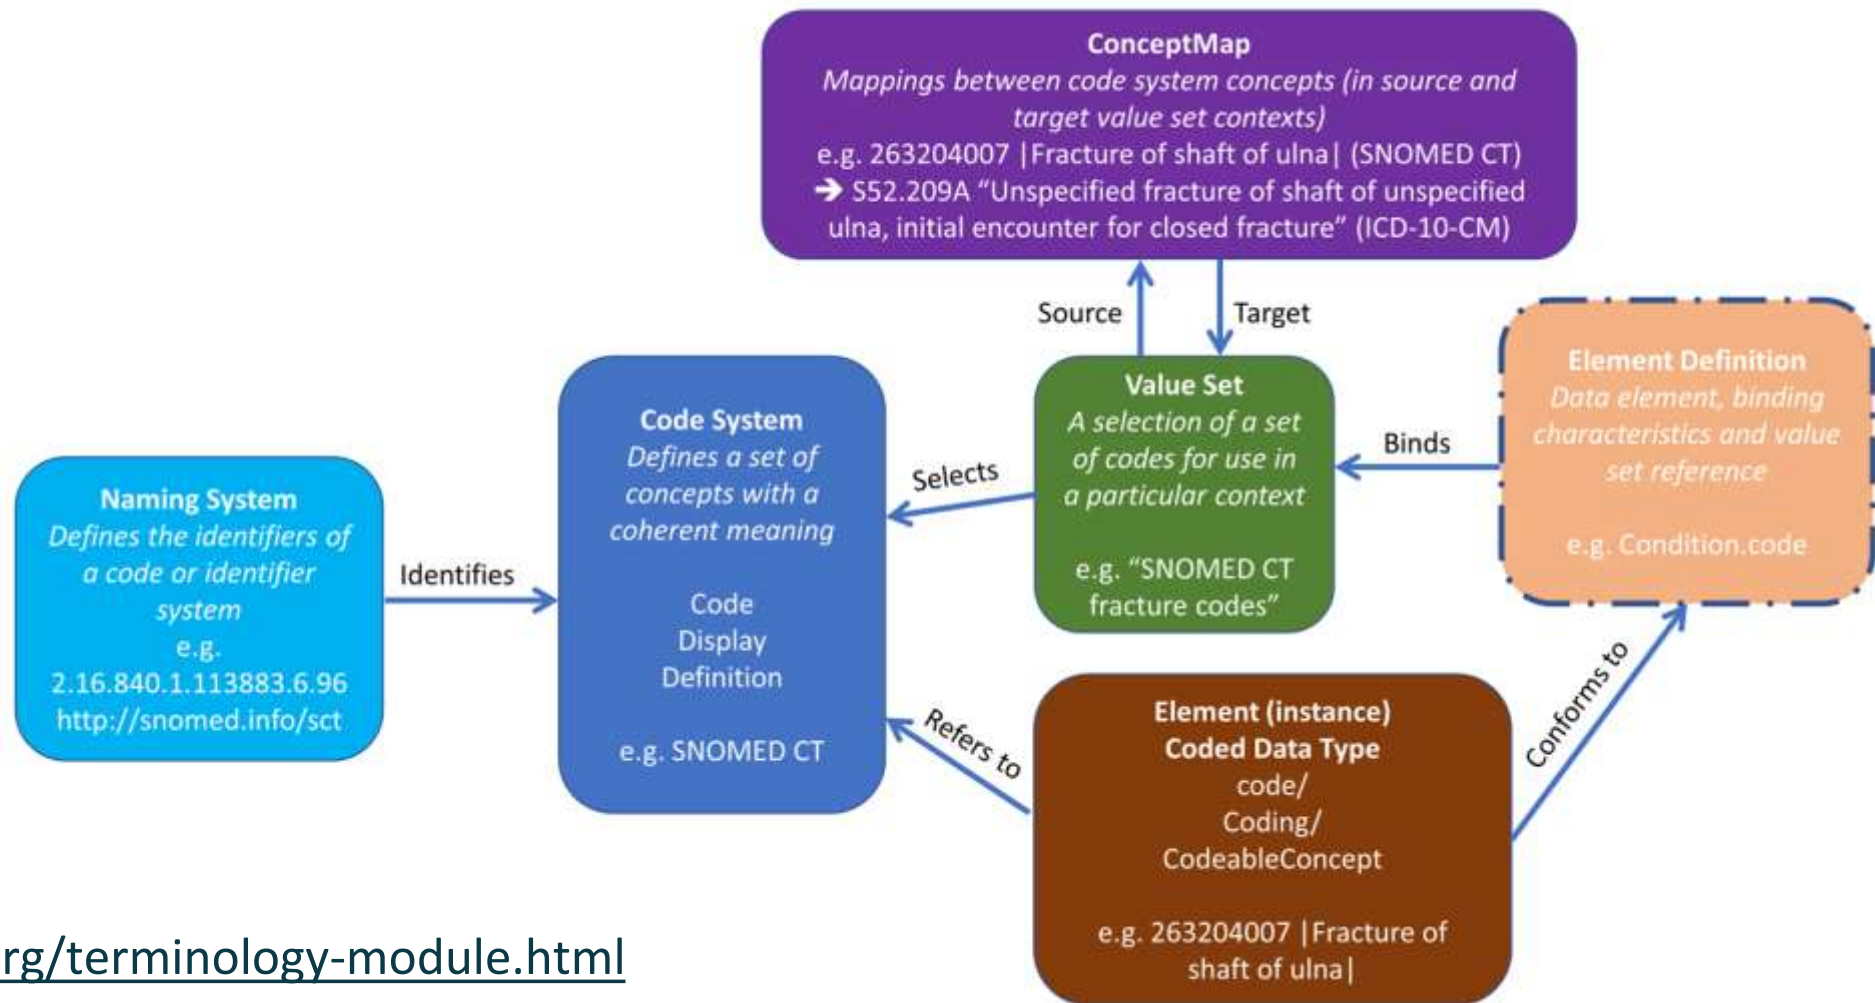 ConceptMap
Mappings between code system concepts (in source and
target value set contexts)
e.g. 263204007 |Fracture of shaft of ulna| (SNOMED CT)
➔ S52.209A “Unspecified fracture of shaft of unspecified
ulna, initial encounter for closed fracture” (ICD-10-CM)
Source
Target
Naming System
Defines the identifiers of
a code or identifier
system
e.g.
2.16.840.1.113883.6.96
http://snomed.info/sct
Identifies
Code System
Defines a set of
concepts with a
coherent meaning
Code
Display
Definition
e.g. SNOMED CT
Selects
Value Set
A selection of a set
of codes for use in
a particular context
e.g. “SNOMED CT
fracture codes”
Binds
Element Definition
Data element, binding
characteristics and value
set reference
e.g. Condition.code
Refers to
Element (instance)
Coded Data Type
code/
Coding/
CodeableConcept
e.g. 263204007 |Fracture of
shaft of ulna|
Conforms to
rg/terminology-module.html